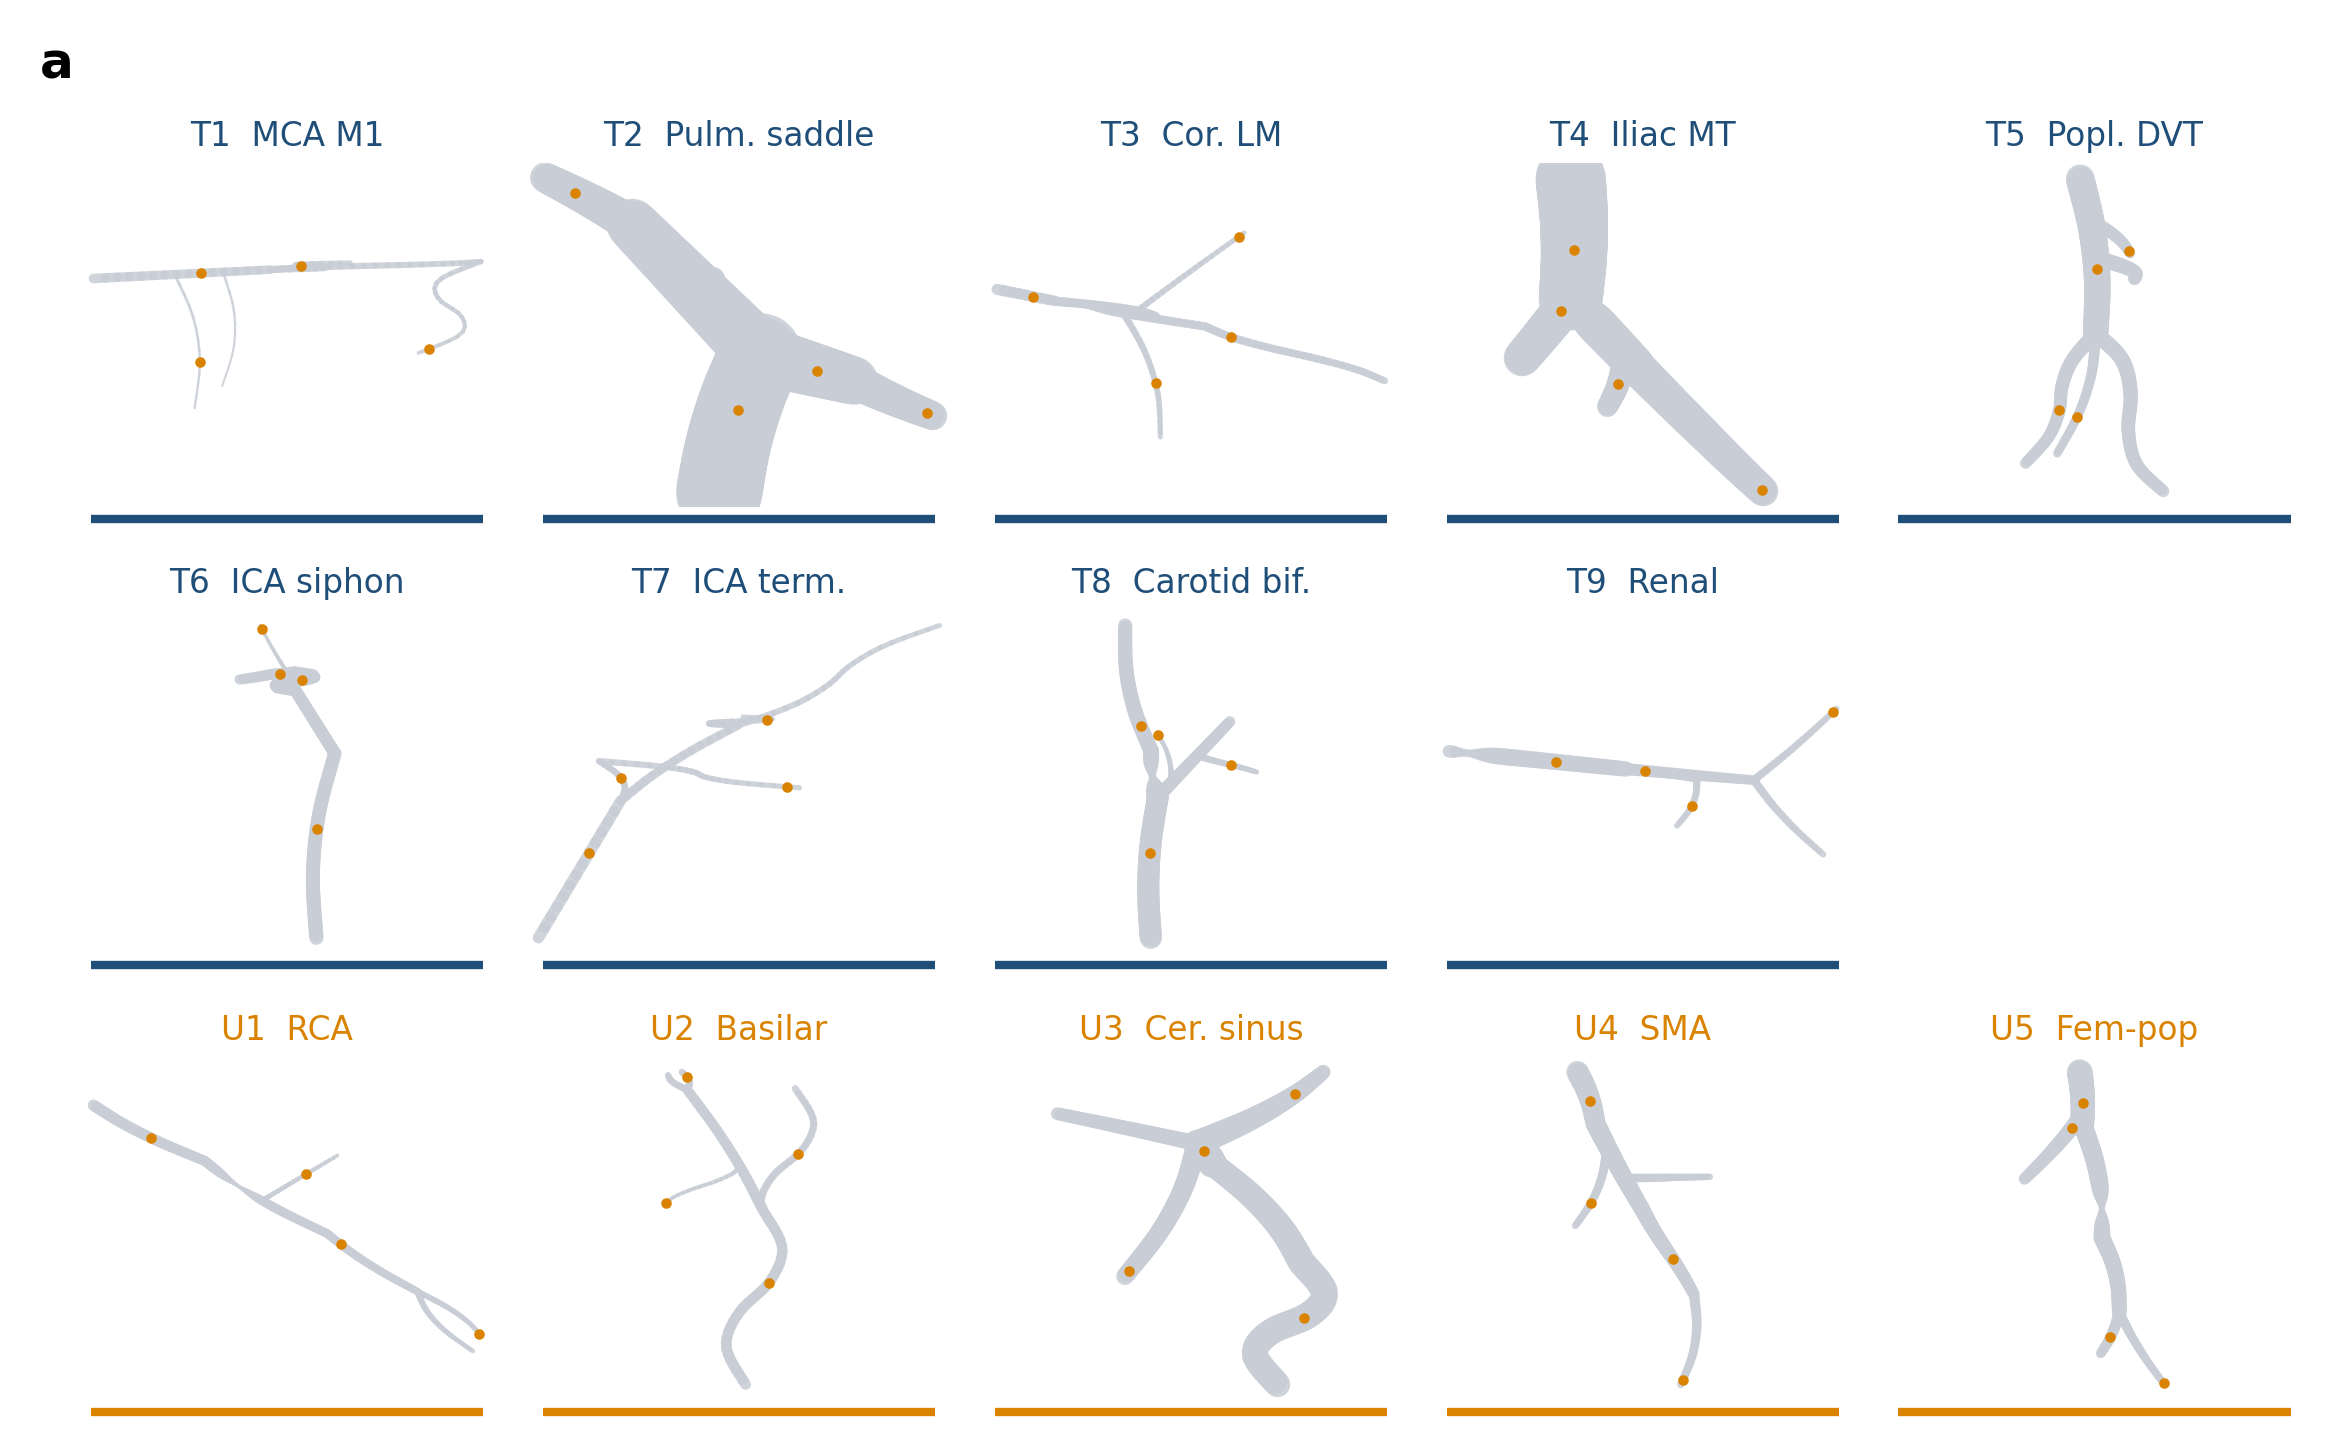 a
T1  MCA M1
T2  Pulm. saddle
T3  Cor. LM
T4  Iliac MT
T5  Popl. DVT
T6  ICA siphon
T7  ICA term.
T8  Carotid bif.
T9  Renal
U1  RCA
U2  Basilar
U3  Cer. sinus
U4  SMA
U5  Fem-pop